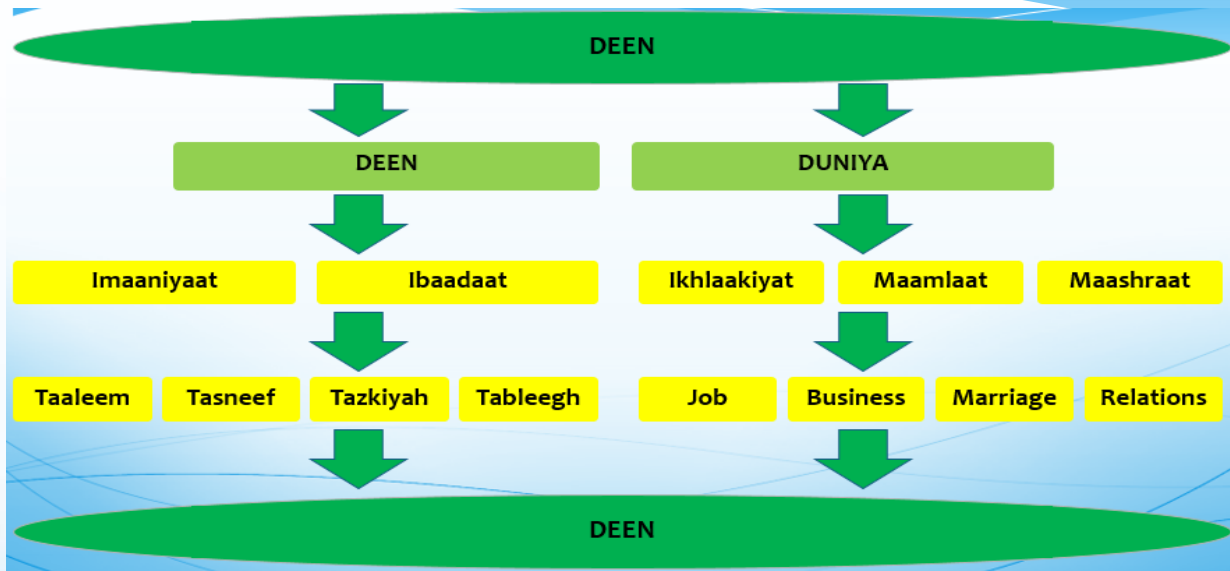 DEEN
DEEN DUNIYA
Imaaniyaat Ibaadaat Ikhlaakiyat Maamlaat Maashraat
Taaleem Tasneef Tazkiyah Tableegh Job Business Marriage Relations
DEEN